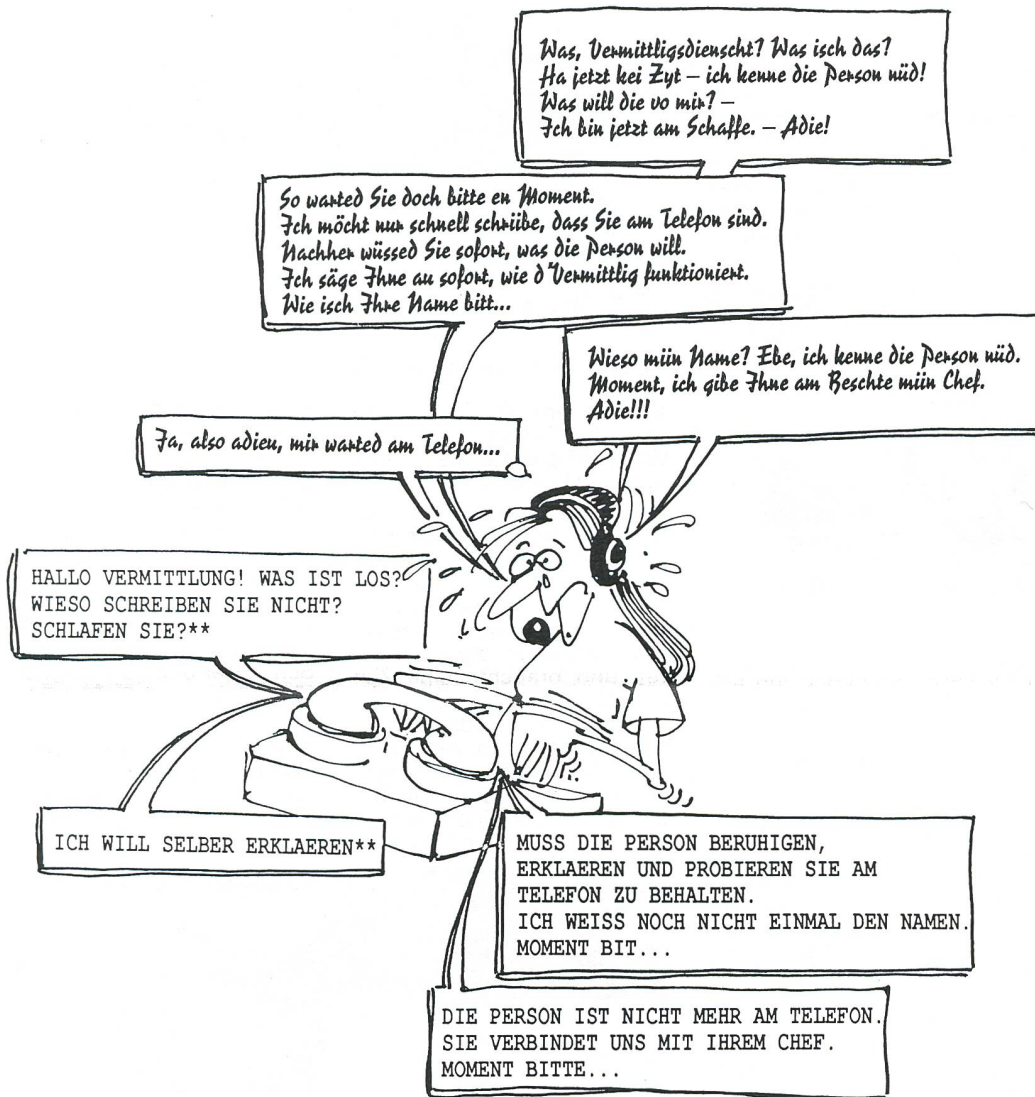 Was, Vermittligsdienscht? Was isch das?
Ha jetzt kei Zyt – ich kenne die Person nüd!
Was will die vo mir? –
Ich bin jetzt am Schaffe. – Adie!
So warted Sie doch bitte en Moment.
Ich möcht nur schnell schriibe, dass Sie am Telefon sind.
Nachher wüssed Sie sofort, was die Person will.
Ich säge Ihne au sofort, wie d'Vermittlig funktioniert.
Wie isch Ihre Name bitt...
Wieso miin Name? Ebe, ich kenne die Person nüd.
Moment, ich gibe Ihne am Beschte miin Chef.
Adie!!!
Ja, also adieu, mir warted am Telefon...
HALLO VERMITTLUNG! WAS IST LOS?
WIESO SCHREIBEN SIE NICHT?
SCHLAFEN SIE?**
ICH WILL SELBER ERKLAEREN**
MUSS DIE PERSON BERUHIGEN,
ERKLAEREN UND PROBIEREN SIE AM
TELEFON ZU BEHALTEN.
ICH WEISS NOCH NICHT EINMAL DEN NAMEN.
MOMENT BIT...
DIE PERSON IST NICHT MEHR AM TELEFON.
SIE VERBINDET UNS MIT IHREM CHEF.
MOMENT BITTE...